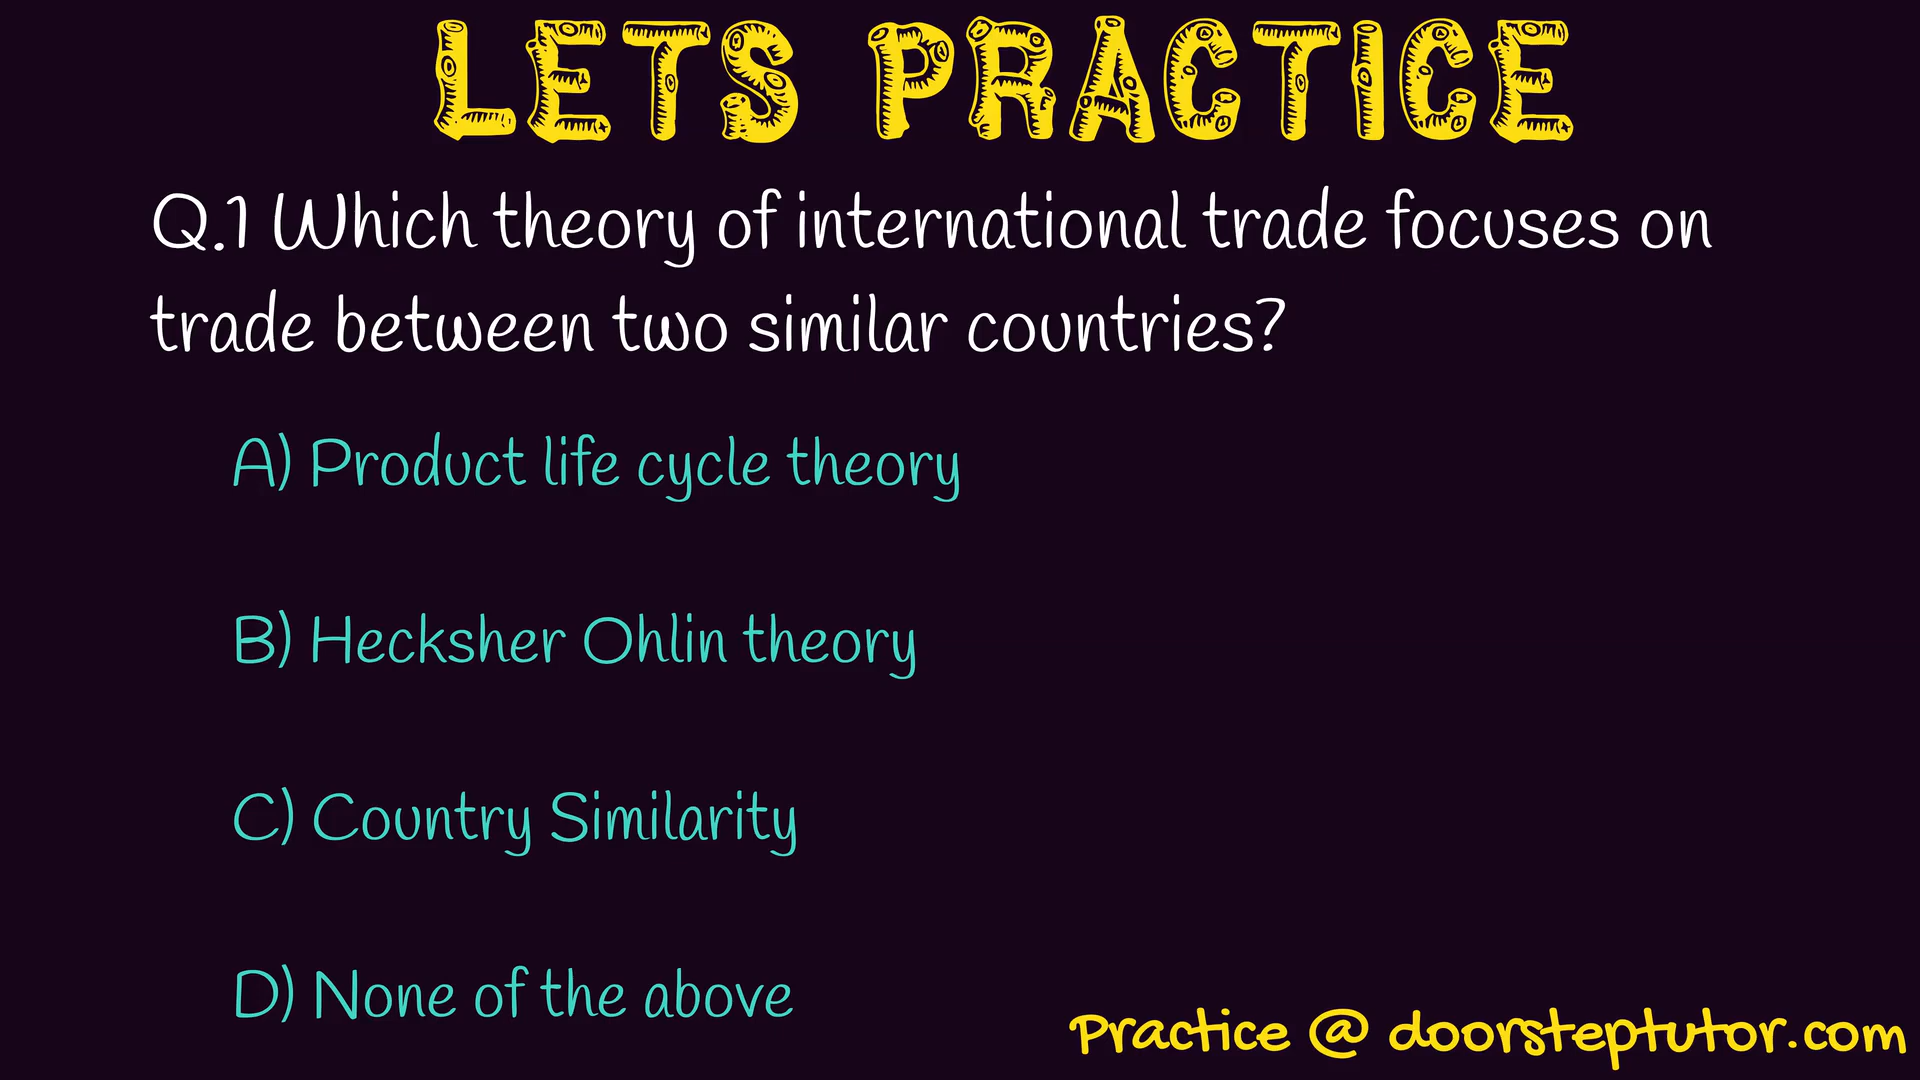 LETS PRACTICE
Q.1 Which theory of international trade focuses on
trade between two similar countries?
A) Product life cycle theory
B) Hecksher Ohlin theory
C) Country Similarity
D) None of the above
Practice @ doorsteptutor.com